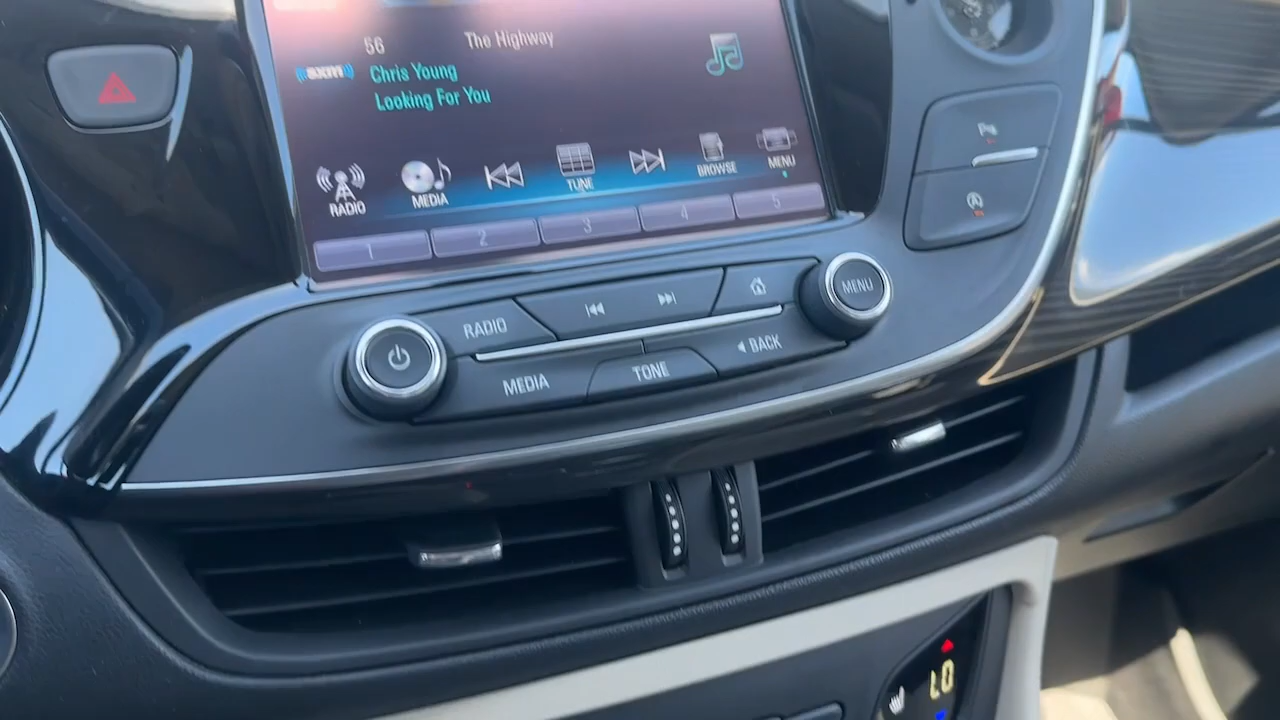 56 The Highway
((SXM)) Chris Young
Looking For You
RADIO MEDIA TUNE BROWSE MENU
1 2 3 4 5
RADIO
MENU
MEDIA TONE BACK
LO